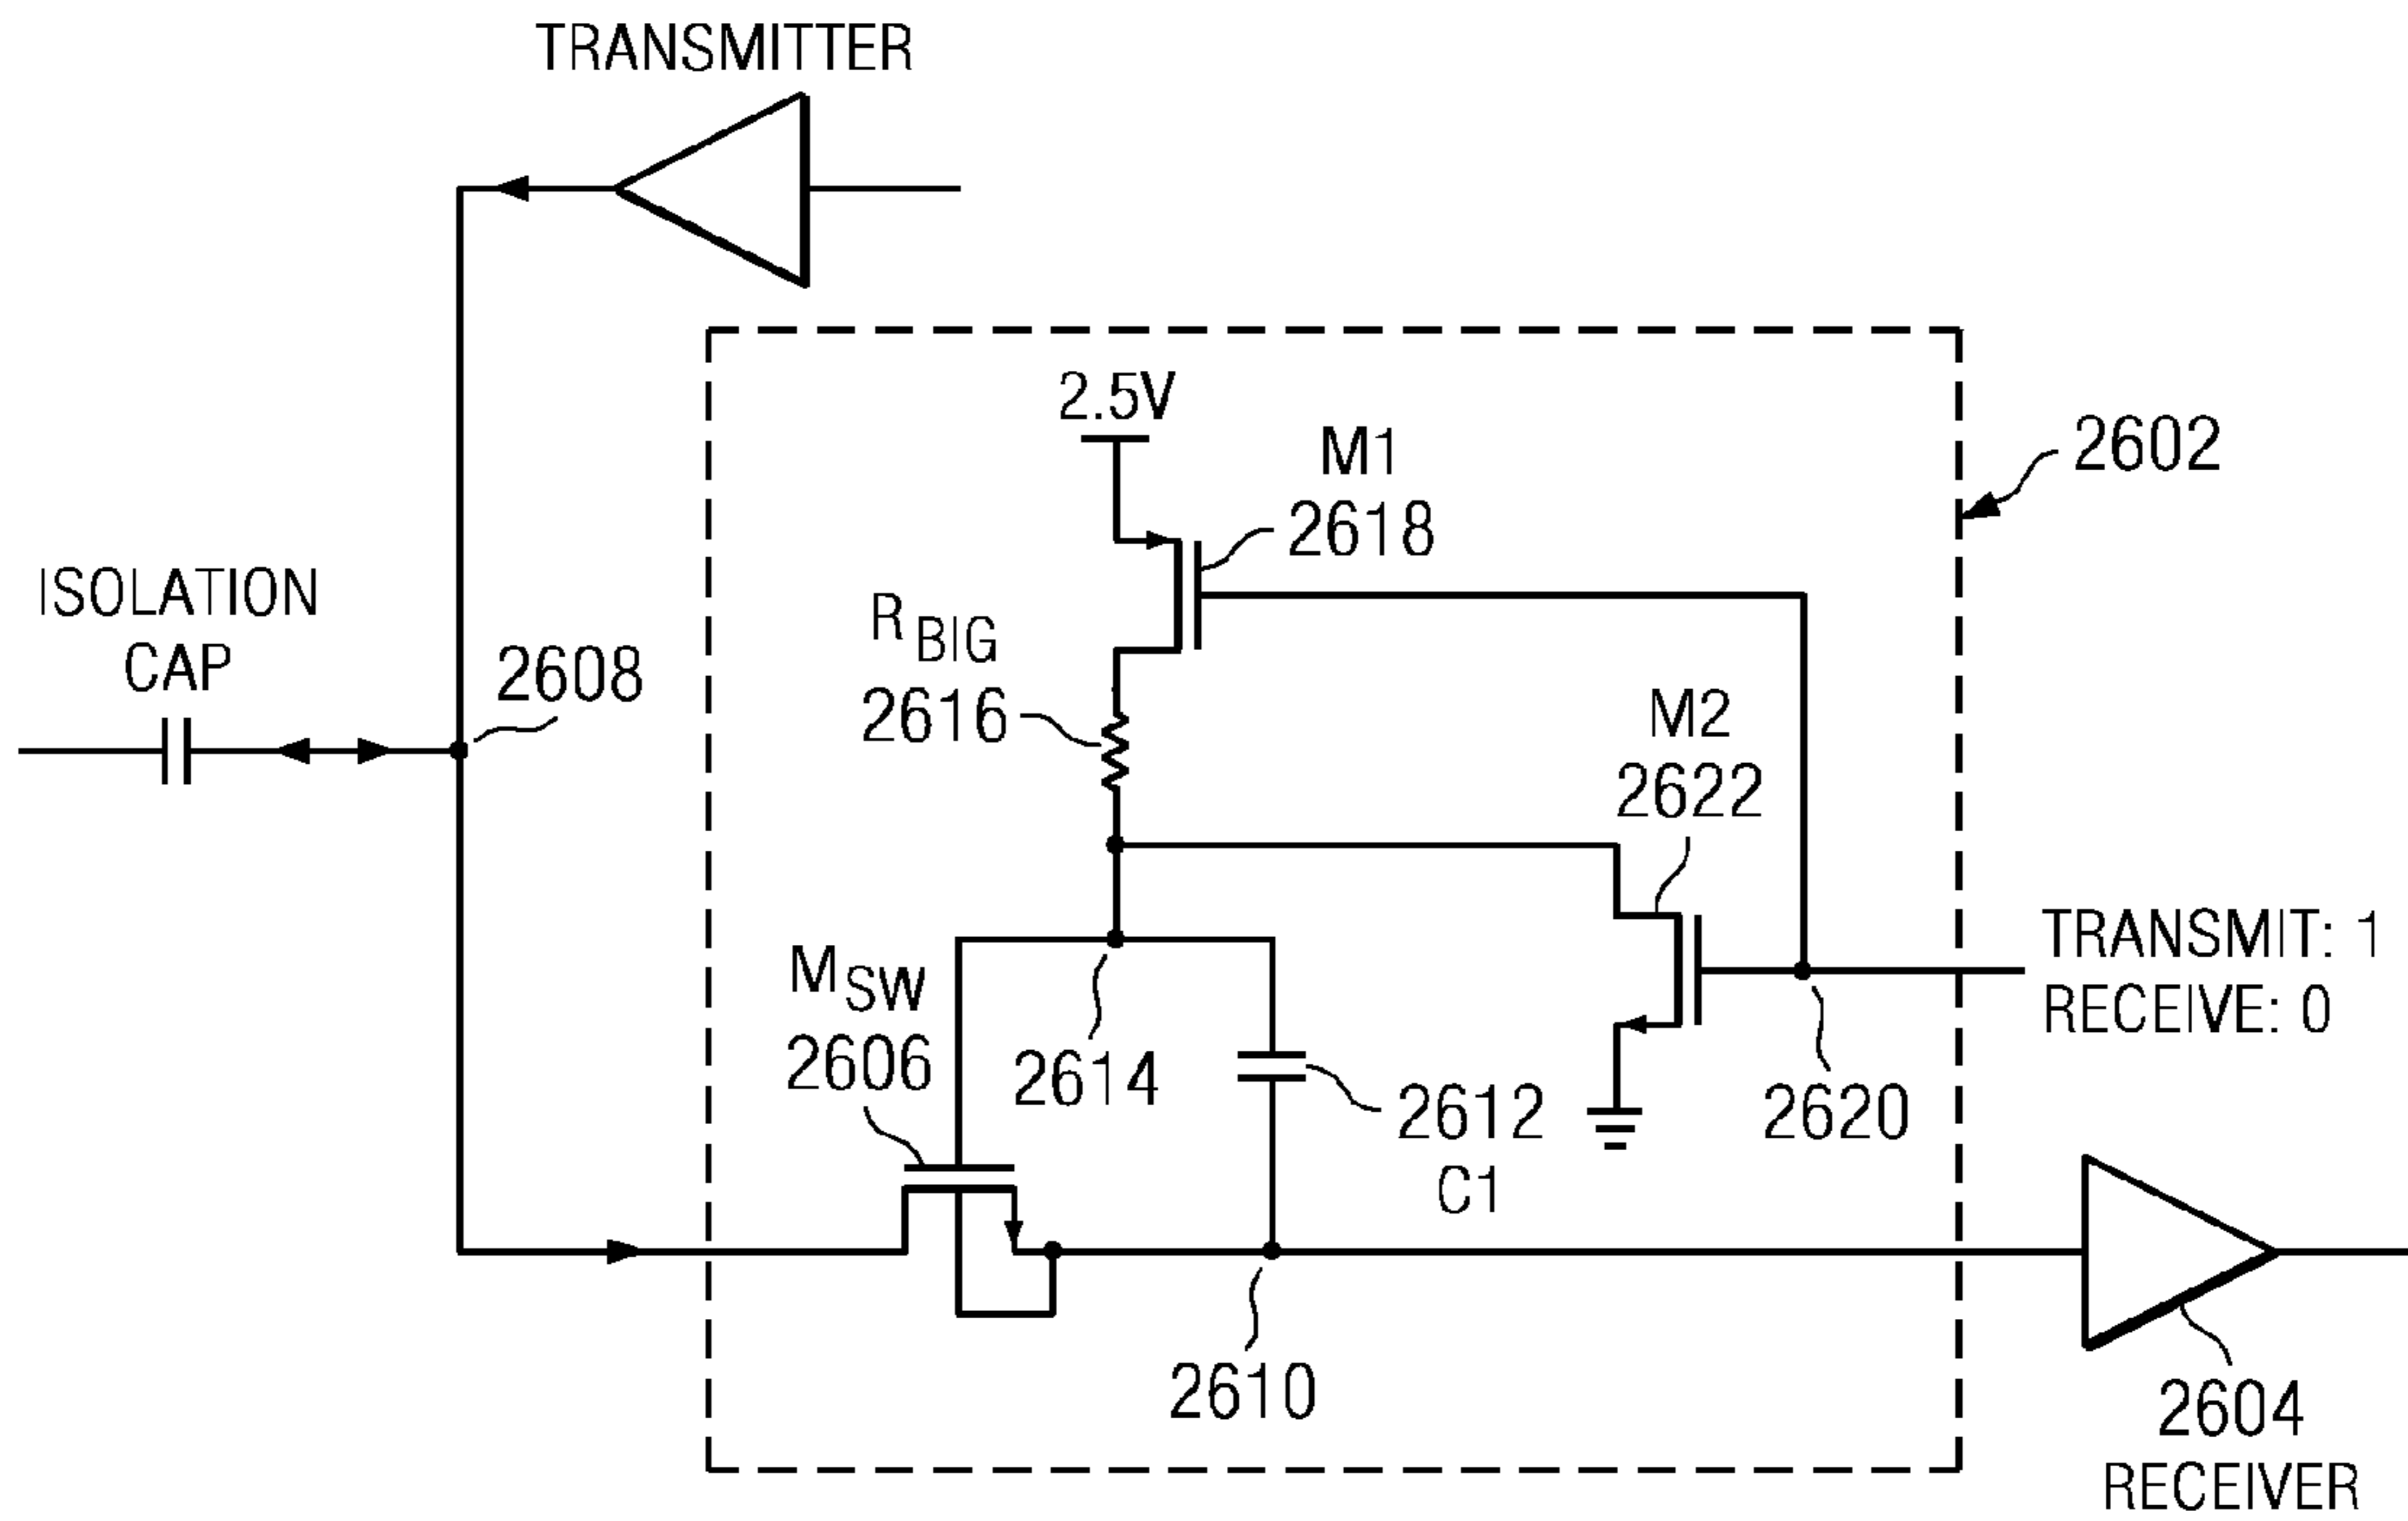 TRANSMITTER
2.5V
M1
2618
2602
ISOLATION
CAP
2608
R BIG
2616
M2
2622
TRANSMIT: 1
RECEIVE: 0
M SW
2606
2614
2612
C1
2620
2610
2604
RECEIVER